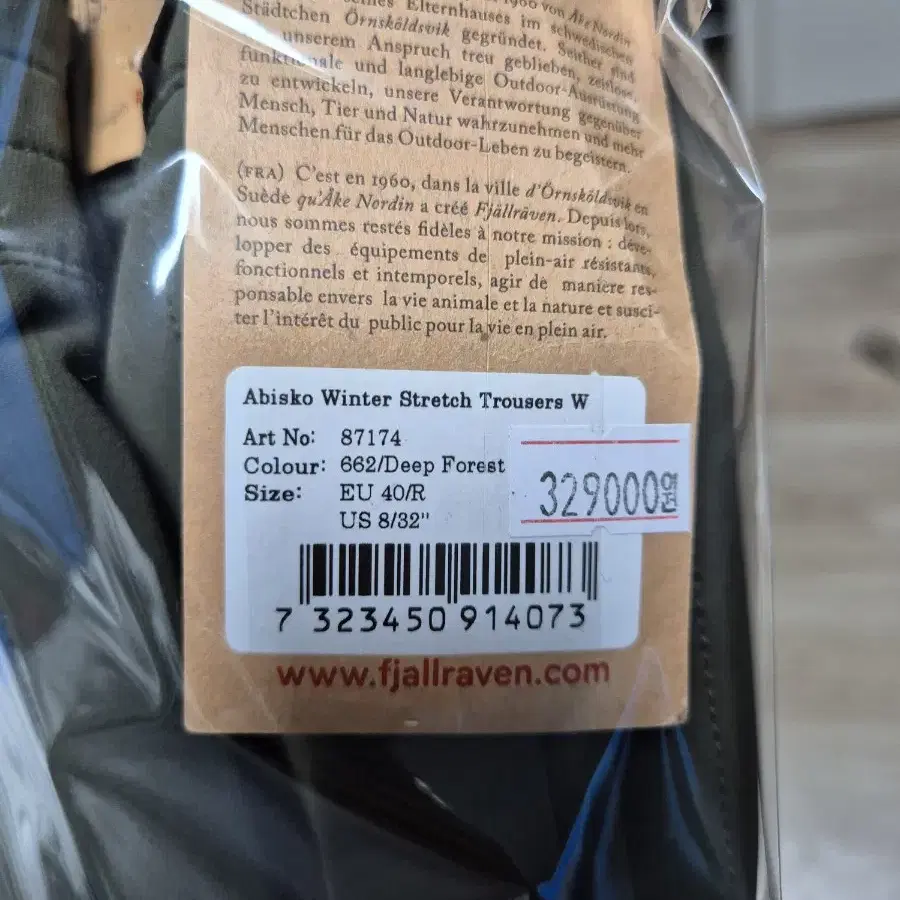 1960 von Åke Nordin
Elternhauses im schwedischen
Städtchen Örnsköldsvik gegründet. Seither sind
unserem Anspruch treu geblieben, zeitlose,
funktionale und langlebige Outdoor-Ausrüstung
zu entwickeln, unsere Verantwortung gegenüber
Mensch, Tier und Natur wahrzunehmen und mehr
Menschen für das Outdoor-Leben zu begeistern.
(FRA) C'est en 1960, dans la ville d'Örnsköldsvik en
Suède qu'Åke Nordin a créé Fjällräven. Depuis lors,
nous sommes restés fidèles à notre mission : déve-
lopper des équipements de plein-air résistants,
fonctionnels et intemporels, agir de manière res-
ponsable envers la vie animale et la nature et susci-
ter l'intérêt du public pour la vie en plein air.
Abisko Winter Stretch Trousers W
Art No: 87174
Colour: 662/Deep Forest
Size: EU 40/R
US 8/32"
329000원
7 323450 914073
www.fjallraven.com